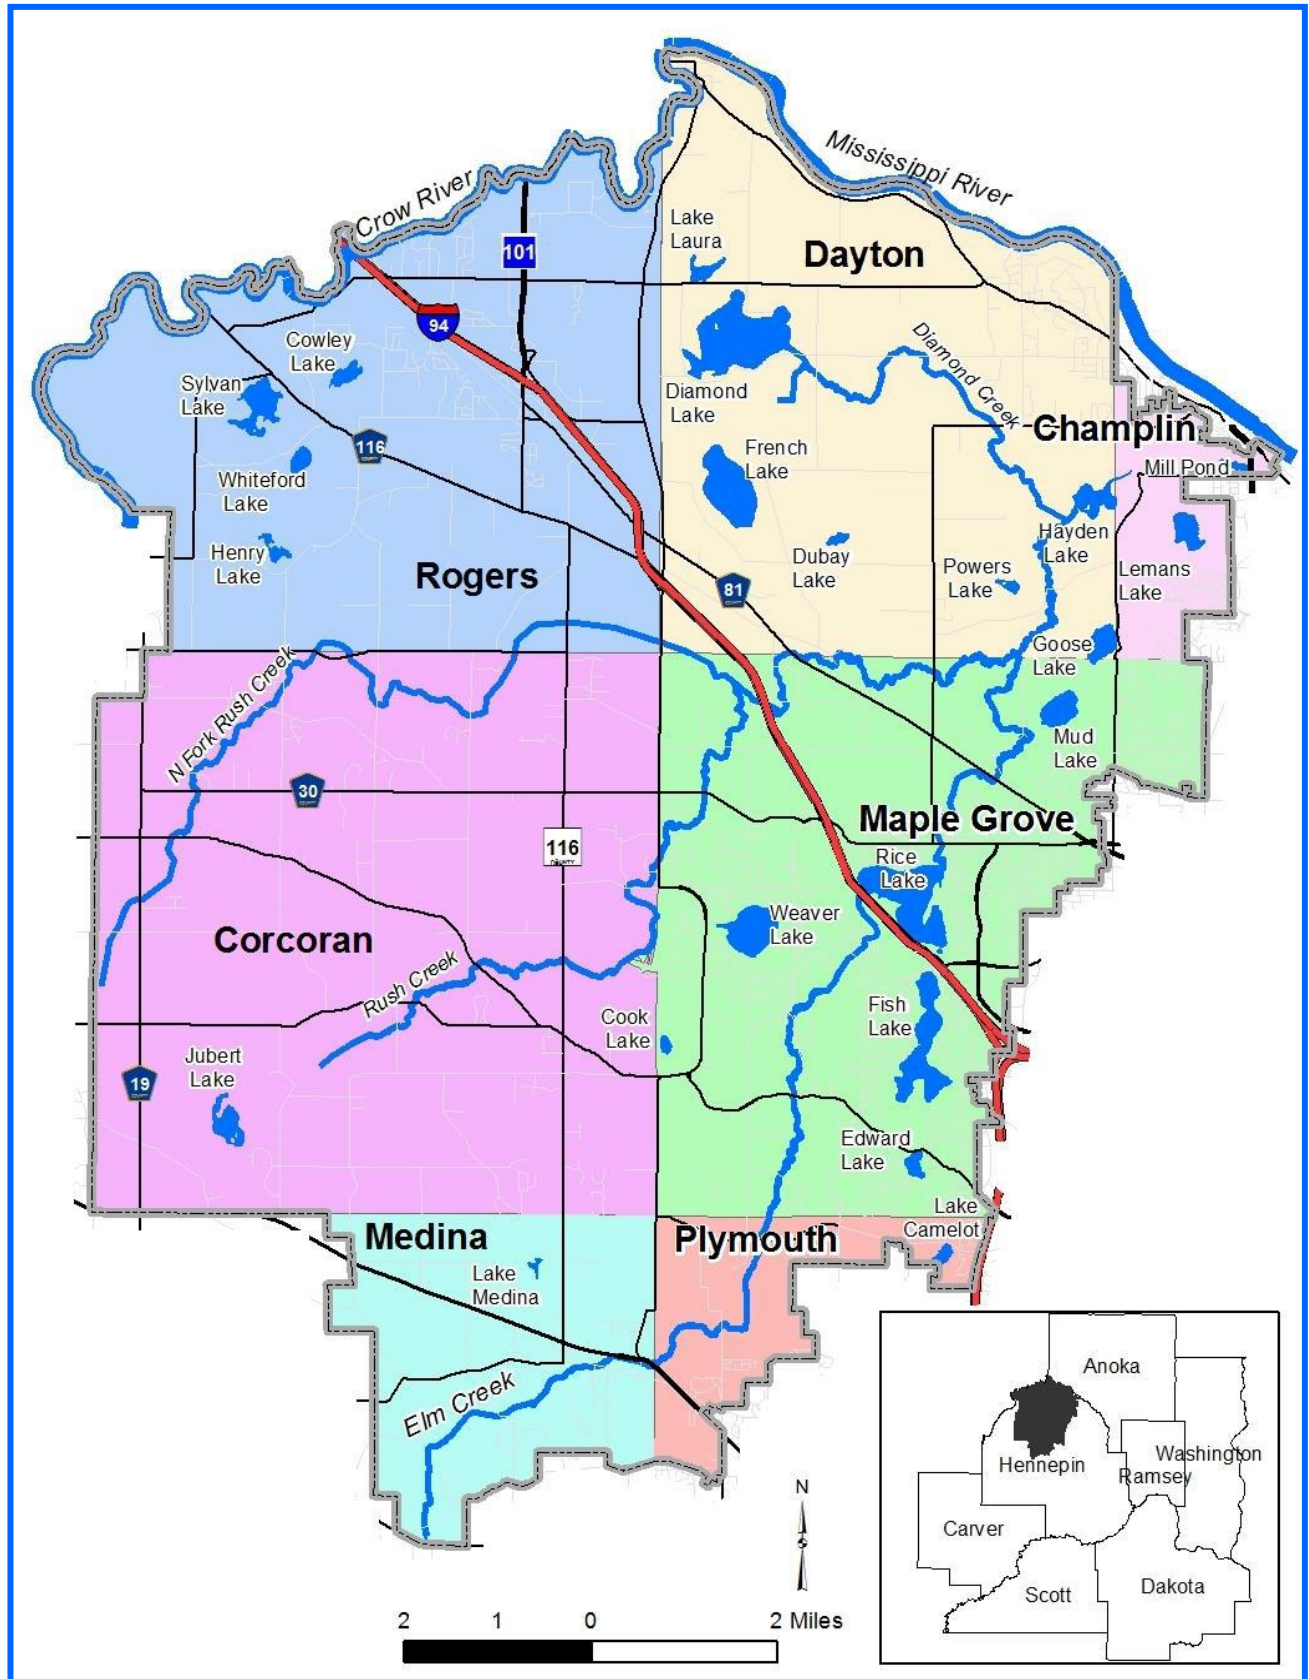 Mississippi River
Crow River
Lake
Laura
Dayton
101
94
Cowley
Lake
Sylvan
Lake
Diamond Creek
Diamond
Lake
Champlin
116
French
Lake
Mill Pond
Whiteford
Lake
Hayden
Lake
Henry
Lake
Dubay
Lake
Powers
Lake
Lemans
Lake
Rogers
81
COUNTY
Goose
Lake
N Fork Rush Creek
Mud
Lake
30
COUNTY
Maple Grove
116
COUNTY
Rice
Lake
Weaver
Lake
Corcoran
Rush Creek
Fish
Lake
Cook
Lake
Jubert
Lake
19
COUNTY
Edward
Lake
Lake
Camelot
Medina
Plymouth
Lake
Medina
Elm Creek
Anoka
Washington
Hennepin
Ramsey
Carver
Scott
Dakota
N
2 1 0 2 Miles